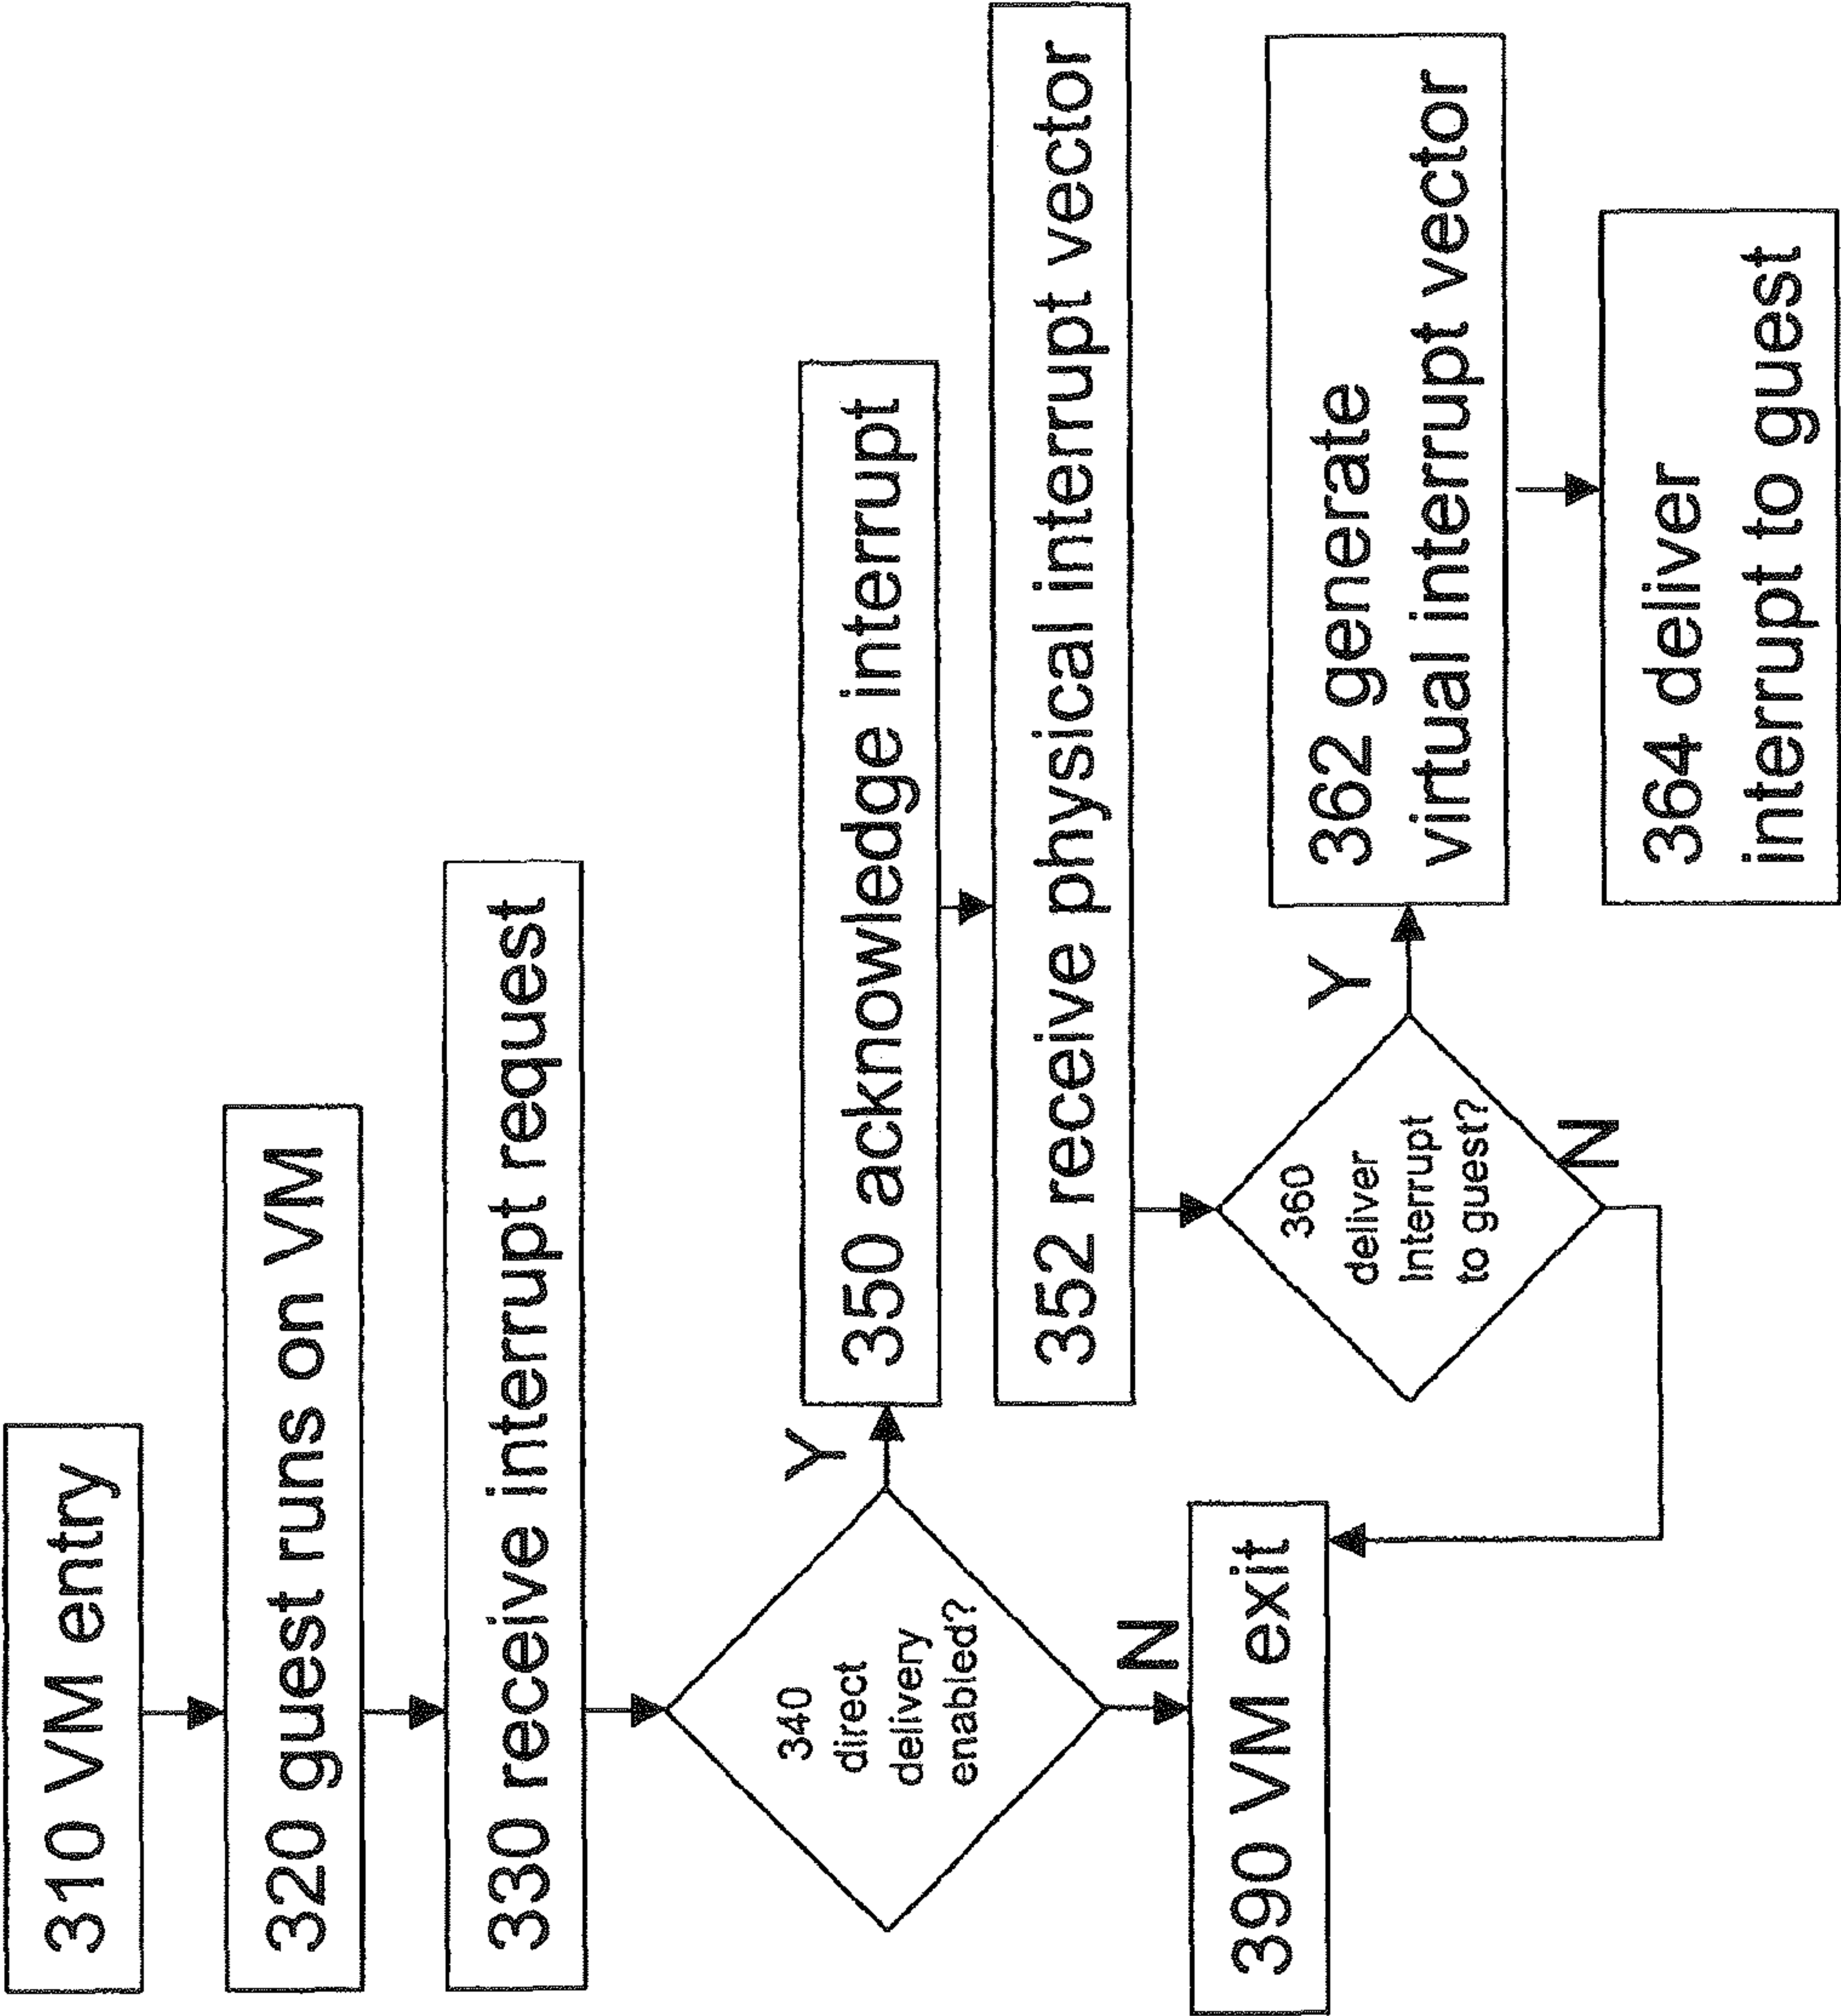 310 VM entry
320 guest runs on VM
330 receive interrupt request
340
direct
delivery
enabled?
Y
N
350 acknowledge interrupt
352 receive physical interrupt vector
360
deliver
Interrupt
to guest?
Y
N
362 generate
virtual interrupt vector
364 deliver
interrupt to guest
390 VM exit